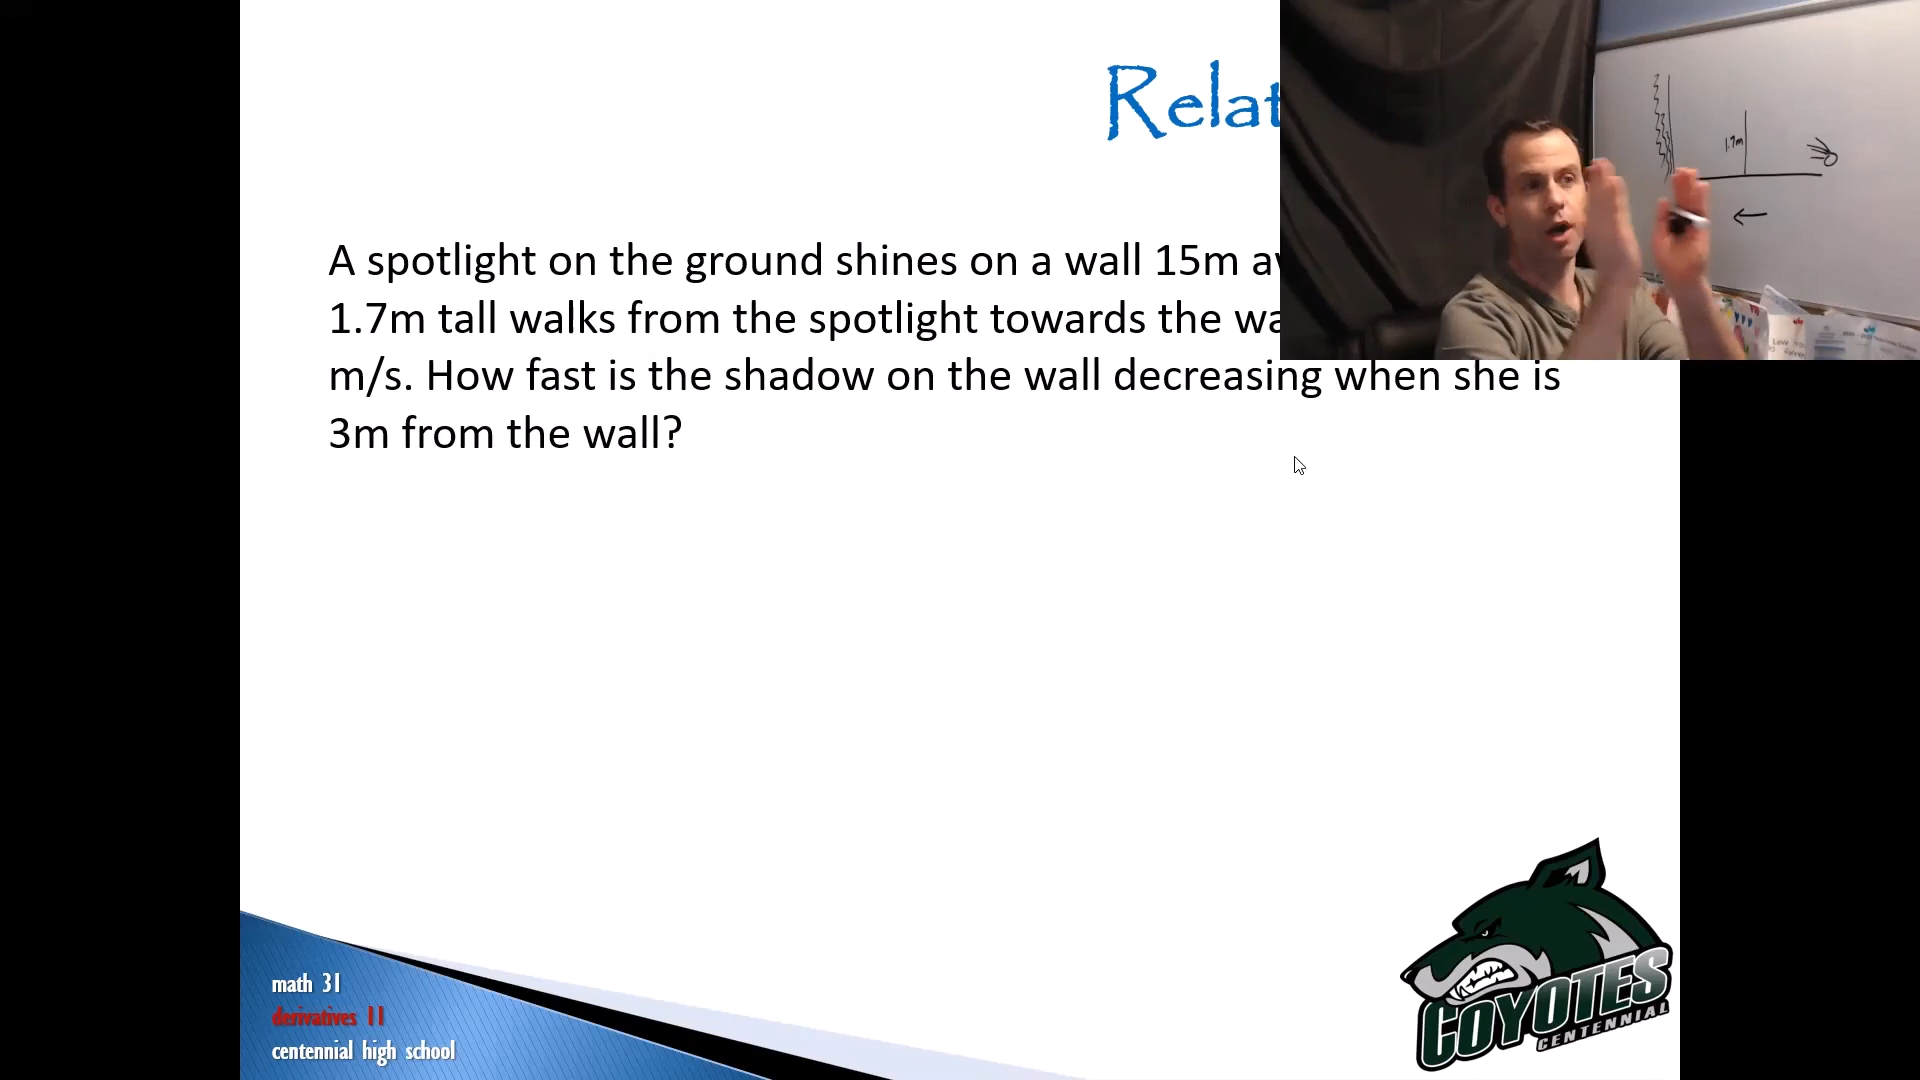 Relat
A spotlight on the ground shines on a wall 15m
1.7m tall walks from the spotlight towards the
m/s. How fast is the shadow on the wall decreasing when she is
3m from the wall?
1.7m
math 31
derivatives 11
centennial high school
COYOTES
CENTENNIAL